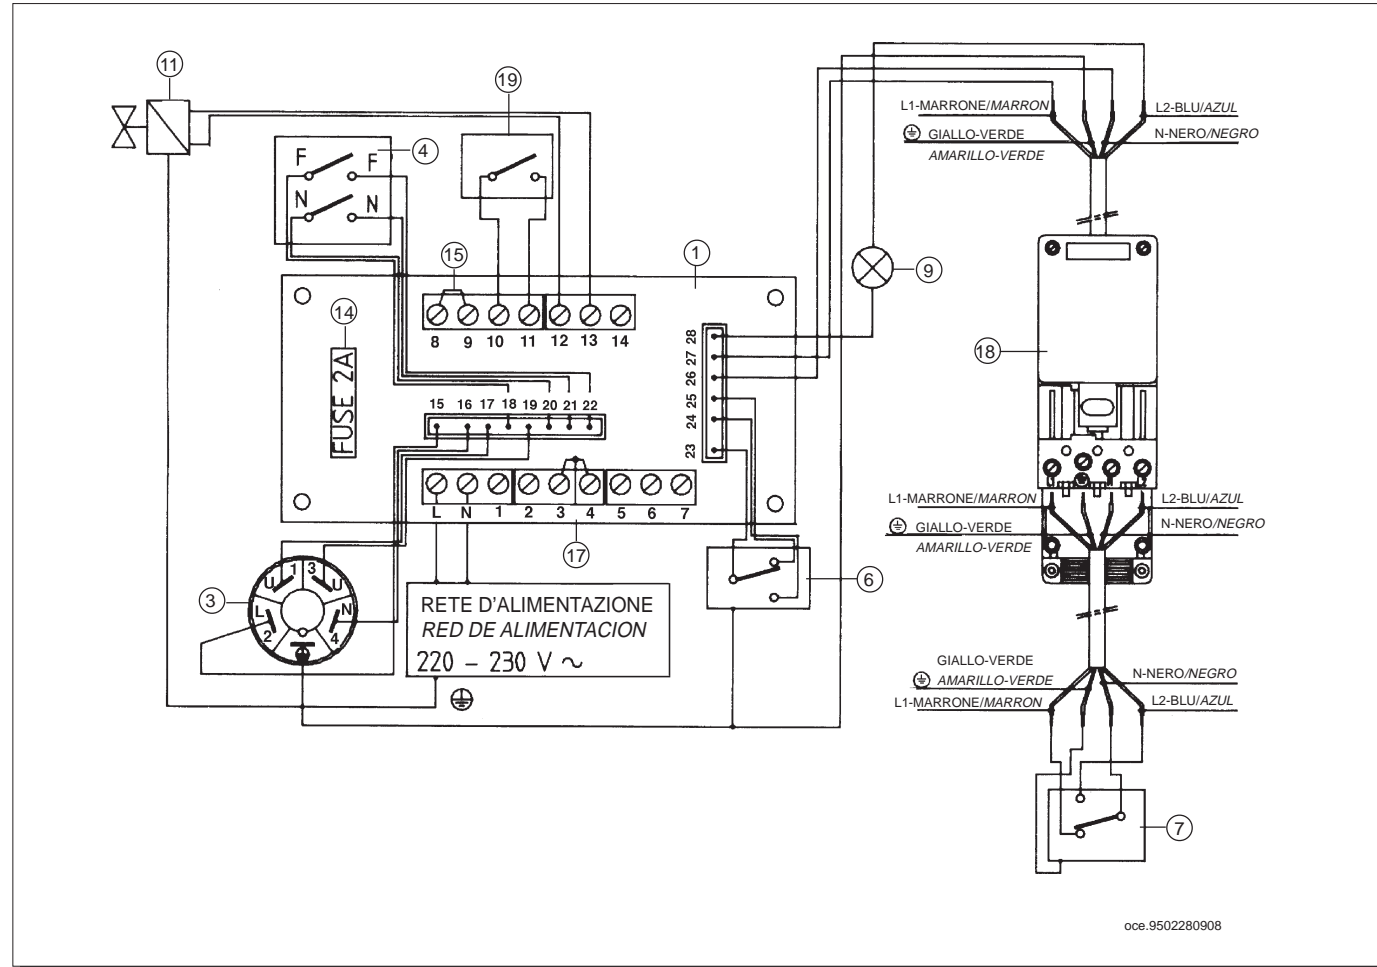 11
19
L1-MARRONE/MARRON
L2-BLU/AZUL
GIALLO-VERDE
N-NERO/NEGRO
AMARILLO-VERDE
4
F F
N N
15
1
9
14
18
FUSE 2A
8 9 10 11 12 13 14
28
27
26
25
24
23
15 16 17 18 19 20 21 22
L N 1 2 3 4 5 6 7
L1-MARRONE/MARRON
L2-BLU/AZUL
GIALLO-VERDE
N-NERO/NEGRO
AMARILLO-VERDE
17
6
3
U 1 3 U
L N
2 4
RETE D'ALIMENTAZIONE
RED DE ALIMENTACION
220 – 230 V ~
GIALLO-VERDE
AMARILLO-VERDE
N-NERO/NEGRO
L1-MARRONE/MARRON
L2-BLU/AZUL
7
oce.9502280908